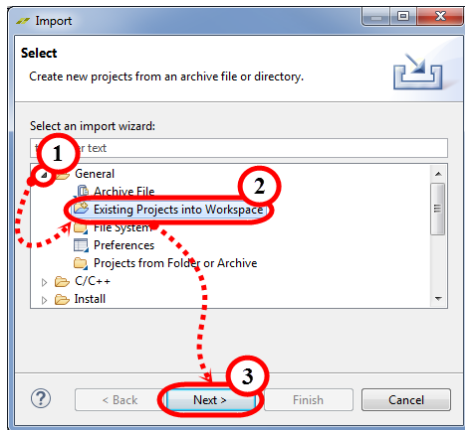 Import
Select
Create new projects from an archive file or directory.
Select an import wizard:
text
1
General
Archive File
2
Existing Projects into Workspace
File System
Preferences
Projects from Folder or Archive
C/C++
Install
3
< Back
Next >
Finish
Cancel